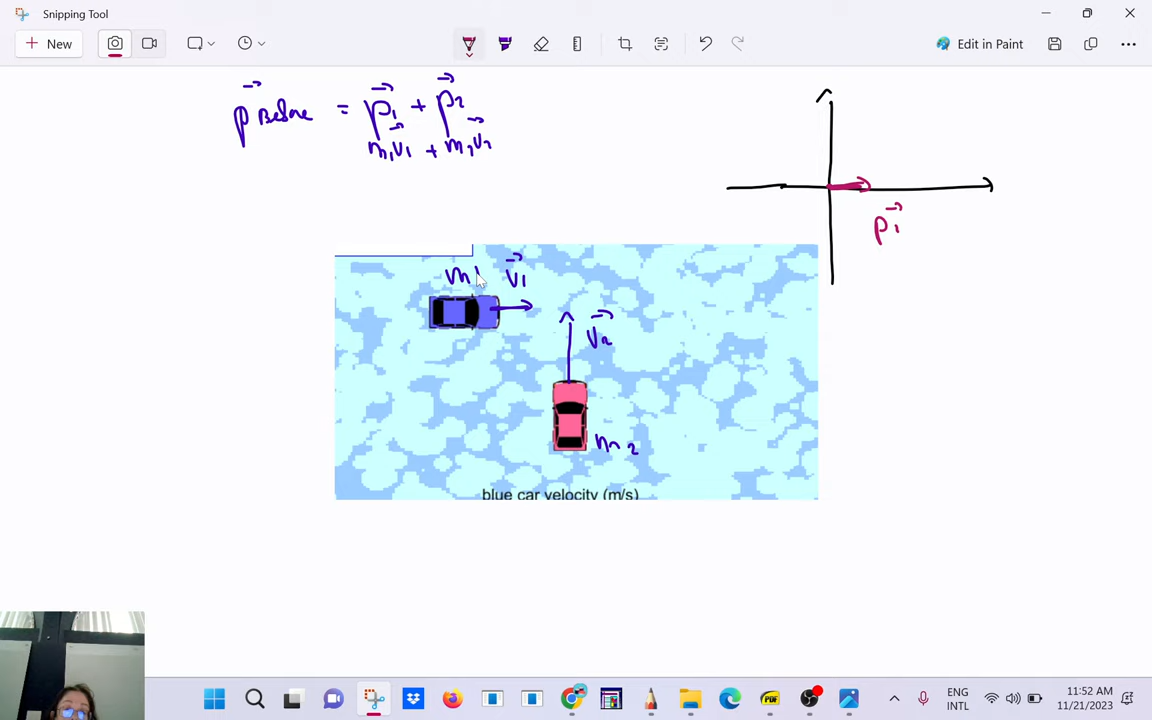 Snipping Tool
New
Edit in Paint
p⃗ Before = p⃗₁ + p⃗₂
m₁v⃗₁ + m₂v⃗₂
p⃗₁
m1 v⃗₁
v⃗₂
m₂
blue car velocity (m/s)
ENG
INTL
11:52 AM
11/21/2023